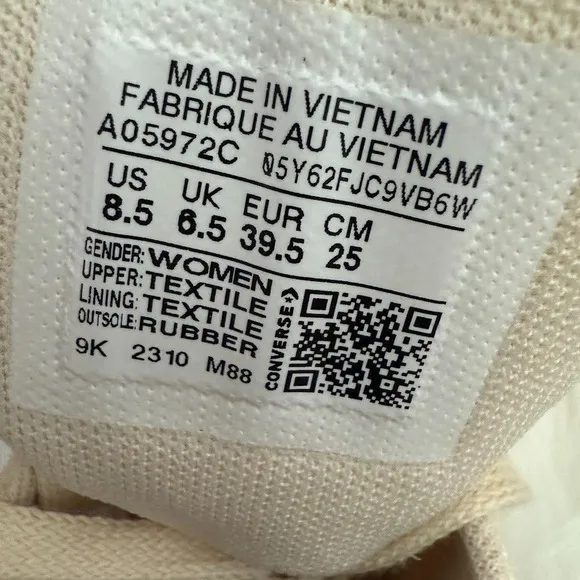 MADE IN VIETNAM
FABRIQUE AU VIETNAM
A05972C 05Y62FJC9VB6W
US UK EUR CM
8.5 6.5 39.5 25
GENDER: WOMEN
UPPER: TEXTILE
LINING: TEXTILE
OUTSOLE: RUBBER
9K 2310 M88
CONVERSE